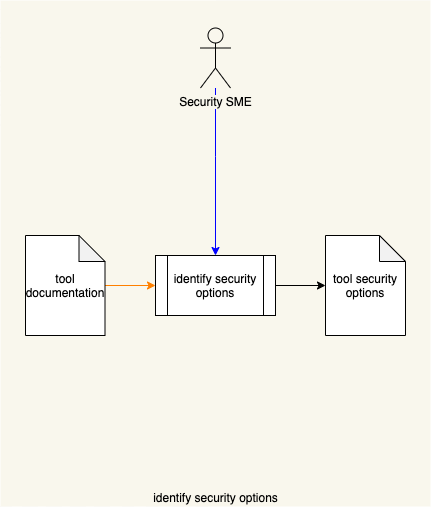 Security SME
tool
documentation
identify security
options
tool security
options
identify security options